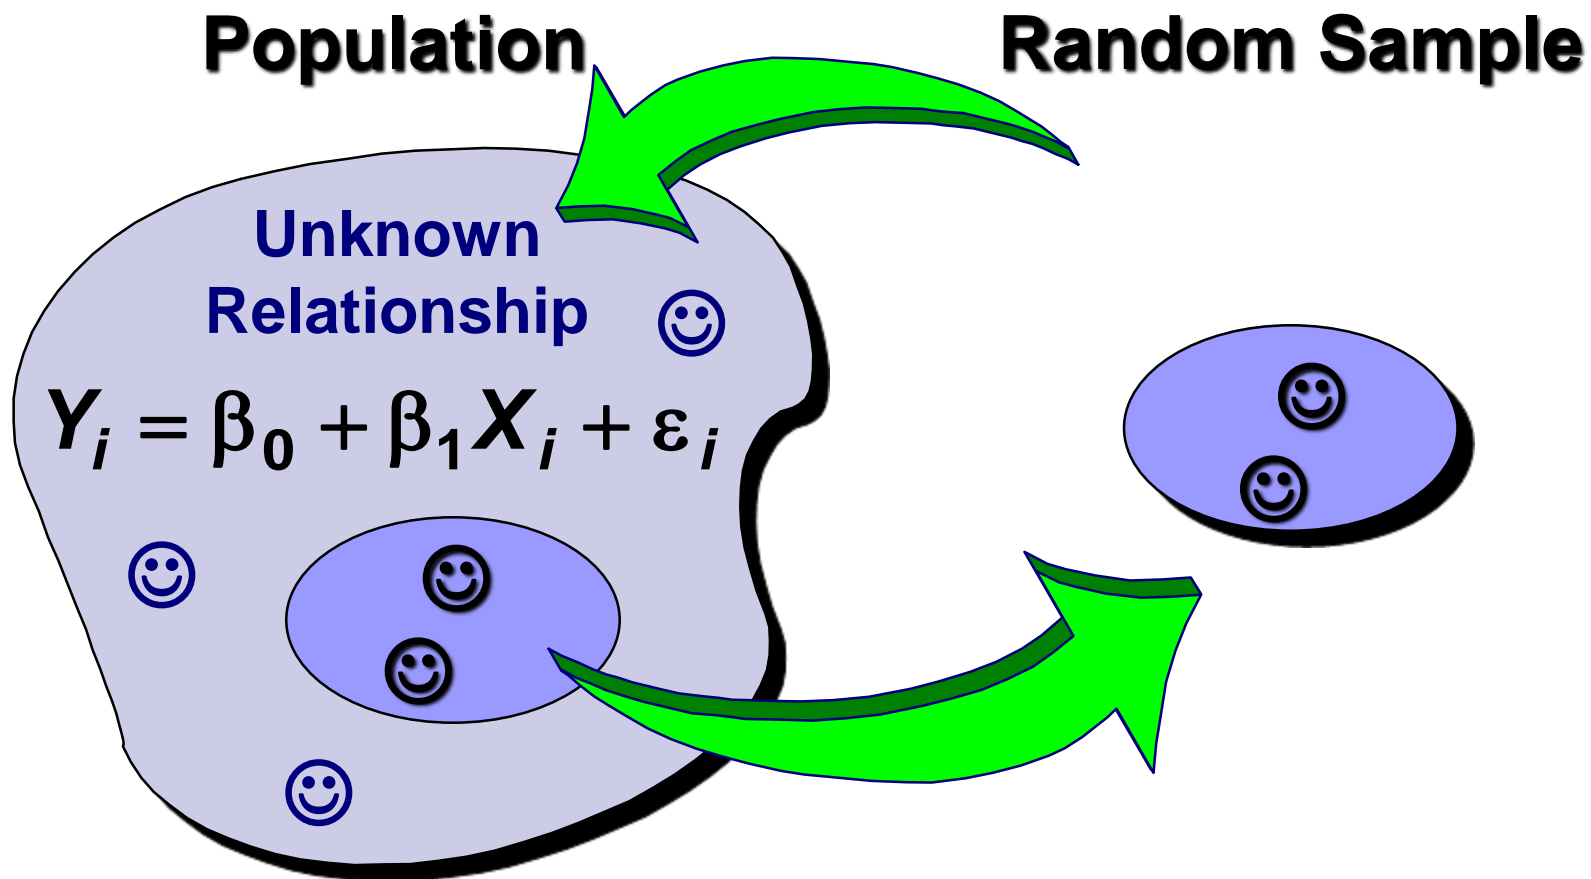 Population
Random Sample
Unknown
Relationship
Yᵢ = β₀ + β₁Xᵢ + εᵢ